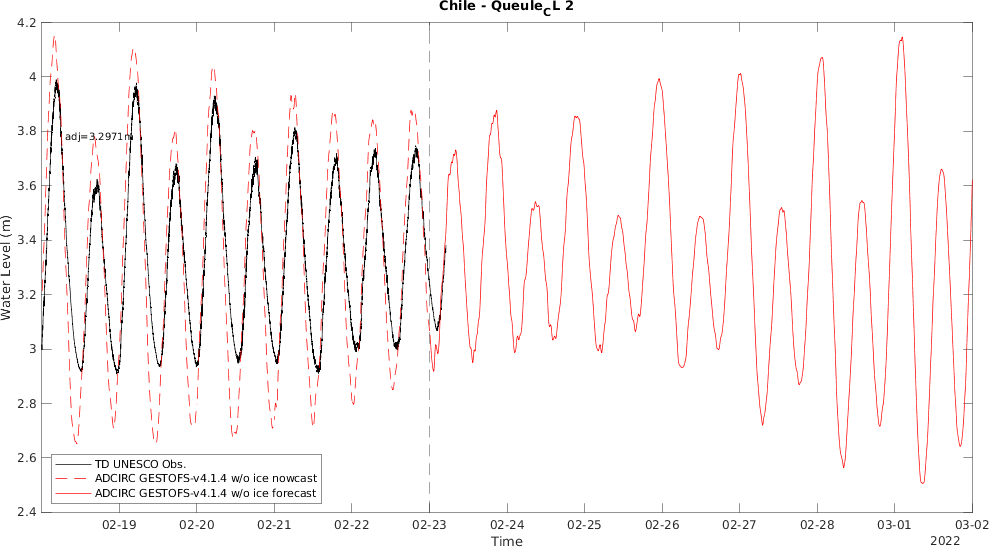 Chile - Queule_CL 2
4.2
4
3.8
3.6
3.4
3.2
3
2.8
2.6
2.4
Water Level (m)
adj=3.2971m
TD UNESCO Obs.
ADCIRC GESTOFS-v4.1.4 w/o ice nowcast
ADCIRC GESTOFS-v4.1.4 w/o ice forecast
02-19 02-20 02-21 02-22 02-23 02-24 02-25 02-26 02-27 02-28 03-01 03-02
Time
2022